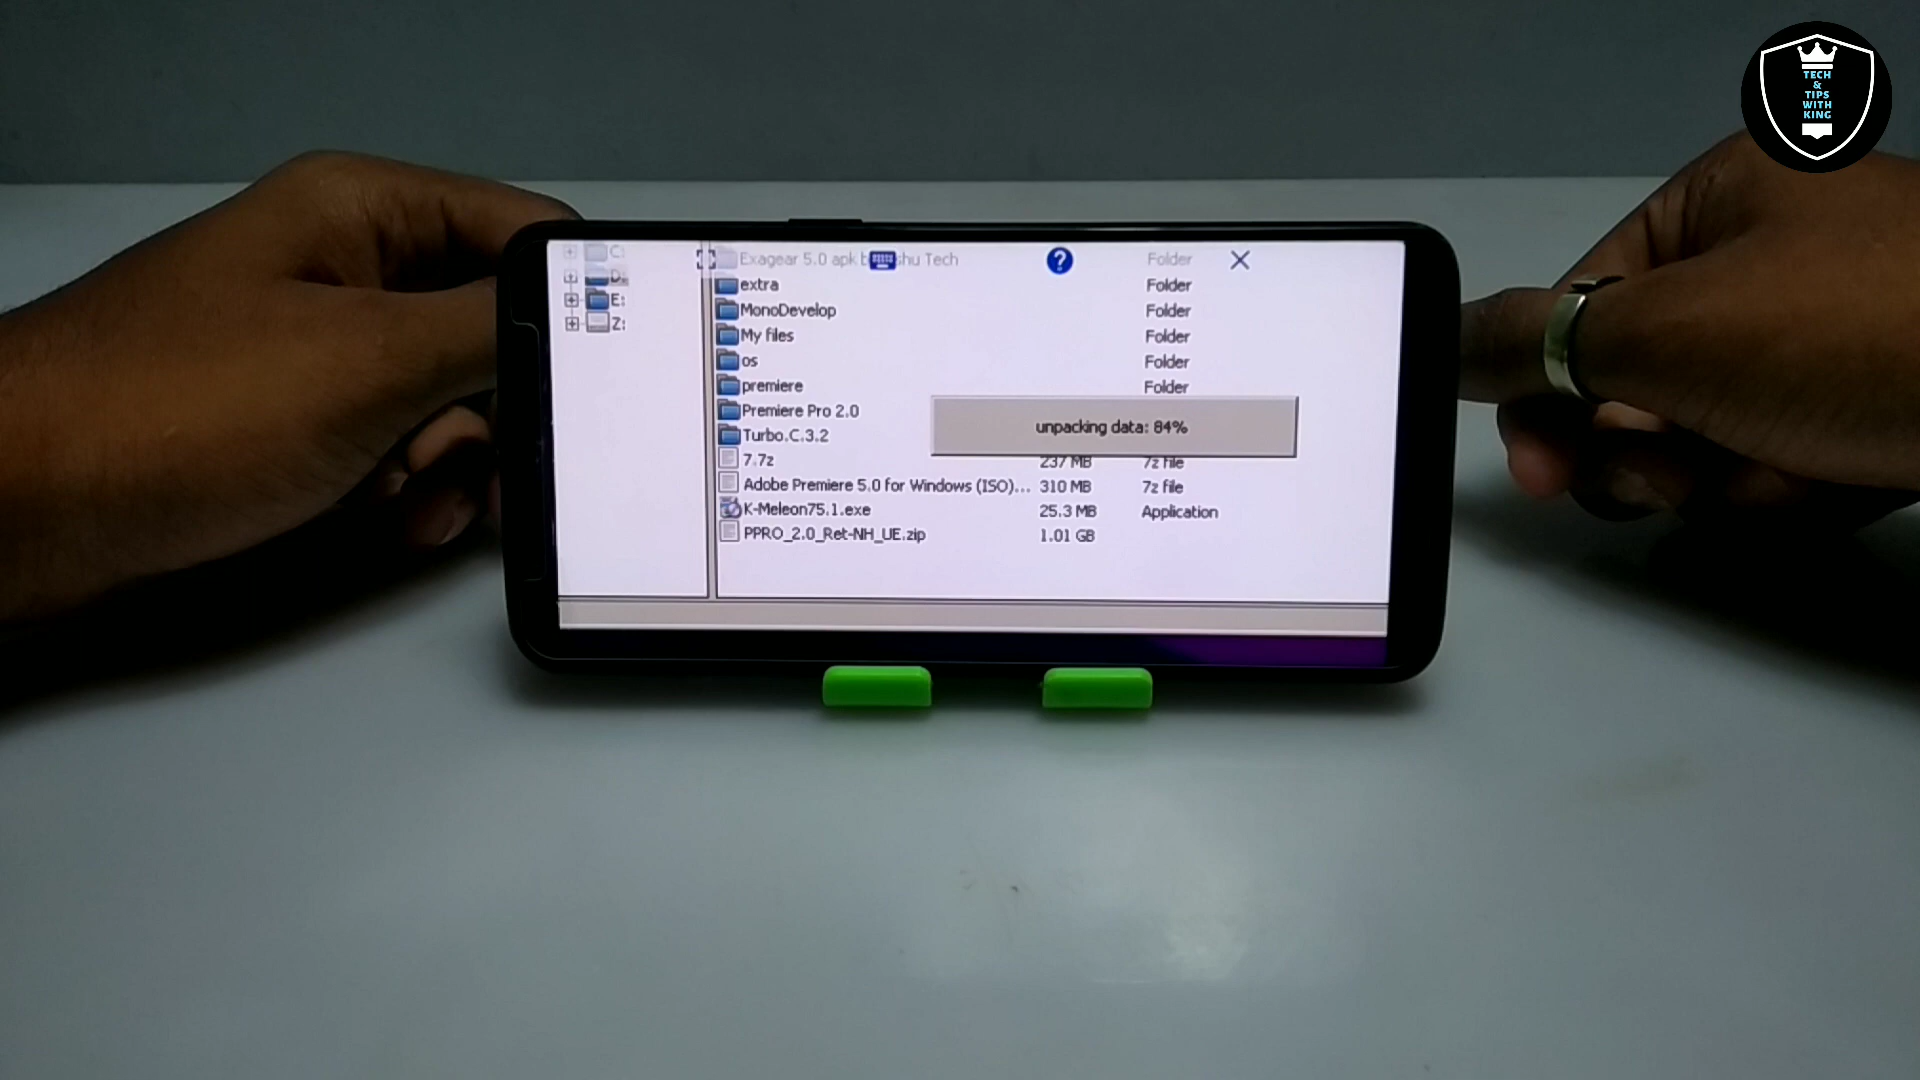 TECH
&
TIPS
WITH
KING
C:
D:
E:
Z:
Exagear 5.0 apk b shu Tech Folder
extra Folder
MonoDevelop Folder
My files Folder
os Folder
premiere Folder
Premiere Pro 2.0
Turbo.C.3.2
unpacking data: 84%
7.7z 237 MB 7z file
Adobe Premiere 5.0 for Windows (ISO)... 310 MB 7z file
K-Meleon75.1.exe 25.3 MB Application
PPRO_2.0_Ret-NH_UE.zip 1.01 GB